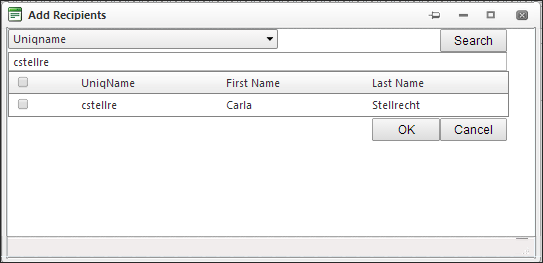 Add Recipients
Uniqname
Search
cstellre
UniqName First Name Last Name
cstellre Carla Stellrecht
OK Cancel